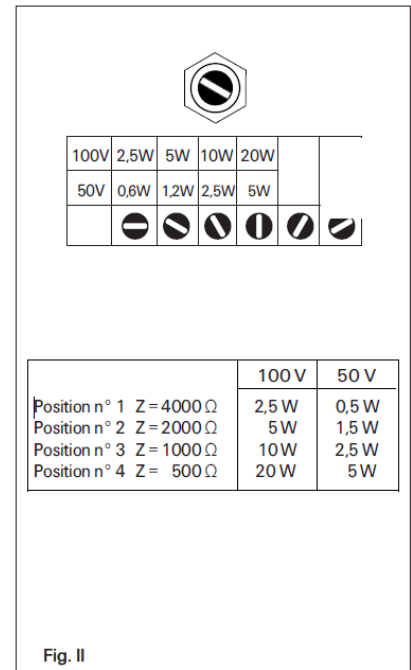 100V 2,5W 5W 10W 20W
50V 0,6W 1,2W 2,5W 5W
100 V 50 V
Position n° 1 Z = 4000 Ω 2,5 W 0,5 W
Position n° 2 Z = 2000 Ω 5 W 1,5 W
Position n° 3 Z = 1000 Ω 10 W 2,5 W
Position n° 4 Z = 500 Ω 20 W 5 W
Fig. II